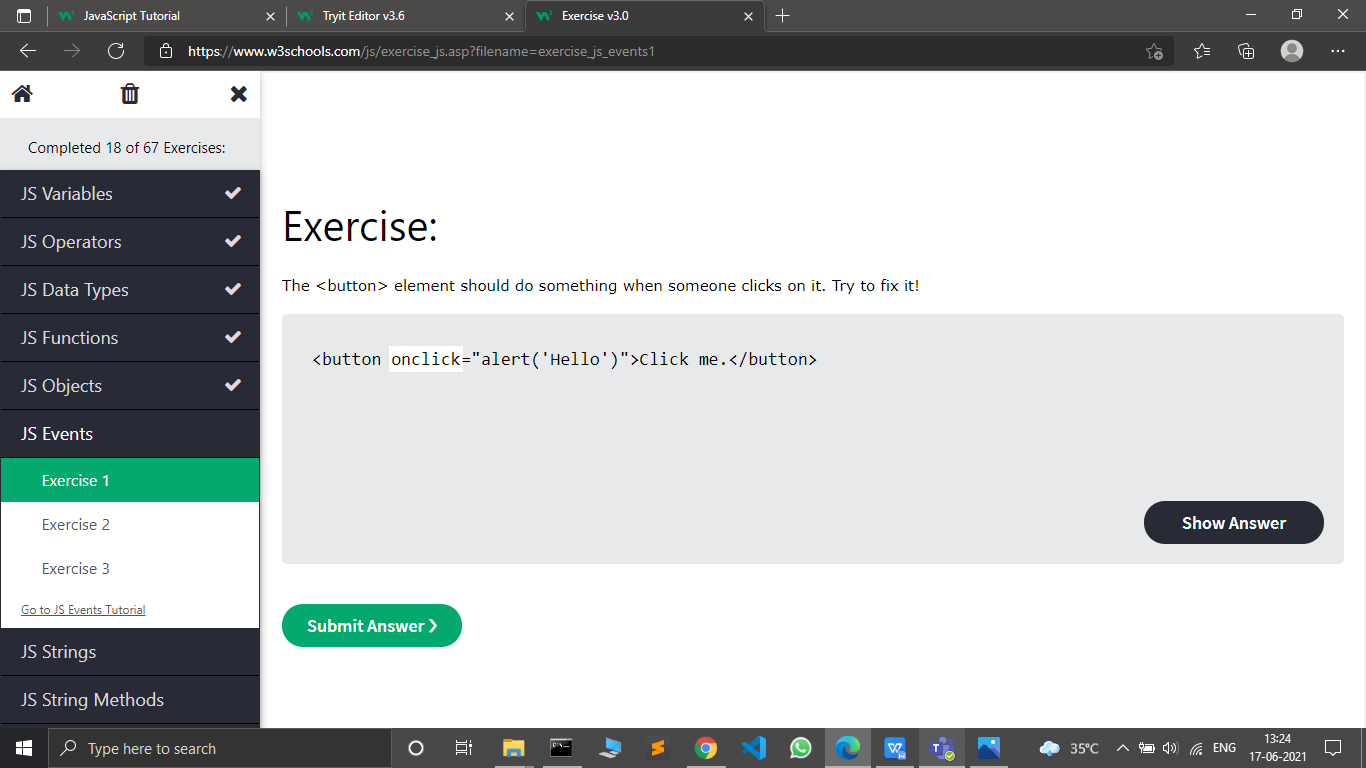 JavaScript Tutorial
Tryit Editor v3.6
Exercise v3.0
https://www.w3schools.com/js/exercise_js.asp?filename=exercise_js_events1
Completed 18 of 67 Exercises:
JS Variables
JS Operators
JS Data Types
JS Functions
JS Objects
JS Events
Exercise 1
Exercise 2
Exercise 3
Go to JS Events Tutorial
JS Strings
JS String Methods
Exercise:
The <button> element should do something when someone clicks on it. Try to fix it!
<button onclick="alert('Hello')">Click me.</button>
Show Answer
Submit Answer ❯
Type here to search
35°C
ENG
13:24
17-06-2021